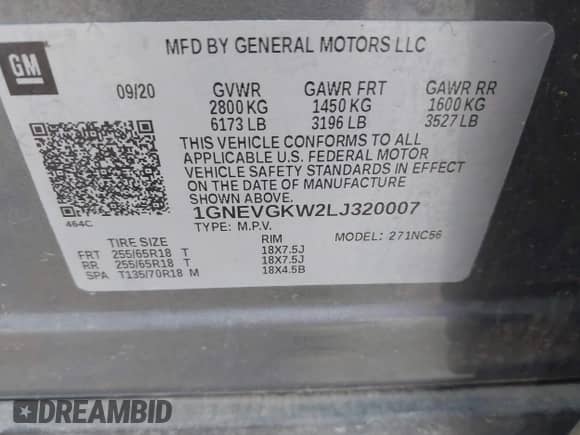 GM
MFD BY GENERAL MOTORS LLC
09/20 GVWR GAWR FRT GAWR RR
2800 KG 1450 KG 1600 KG
6173 LB 3196 LB 3527 LB
THIS VEHICLE CONFORMS TO ALL
APPLICABLE U.S. FEDERAL MOTOR
VEHICLE SAFETY STANDARDS IN EFFECT
ON THE DATE OF MANUFACTURE
SHOWN ABOVE.
1GNEVGKW2LJ320007
464C
TYPE: M.P.V. MODEL: 271NC56
TIRE SIZE RIM
FRT 255/65R18 T 18X7.5J
RR 255/65R18 T 18X7.5J
SPA T135/70R18 M 18X4.5B
DREAMBID